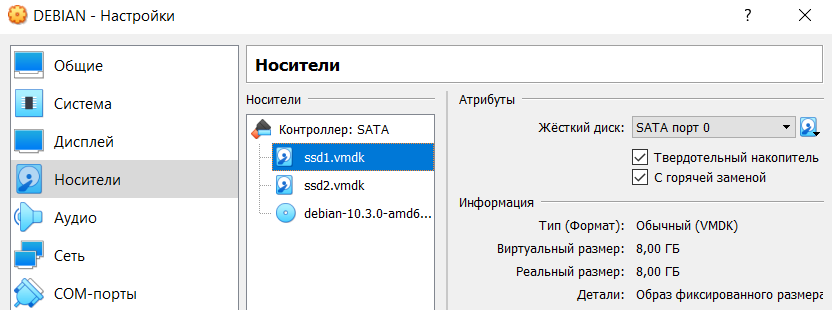 DEBIAN - Настройки
?
Общие
Система
Дисплей
Носители
Аудио
Сеть
COM-порты
Носители
Носители
Контроллер: SATA
ssd1.vmdk
ssd2.vmdk
debian-10.3.0-amd6...
Атрибуты
Жёсткий диск: SATA порт 0
Твердотельный накопитель
С горячей заменой
Информация
Тип (Формат): Обычный (VMDK)
Виртуальный размер: 8,00 ГБ
Реальный размер: 8,00 ГБ
Детали: Образ фиксированного размера